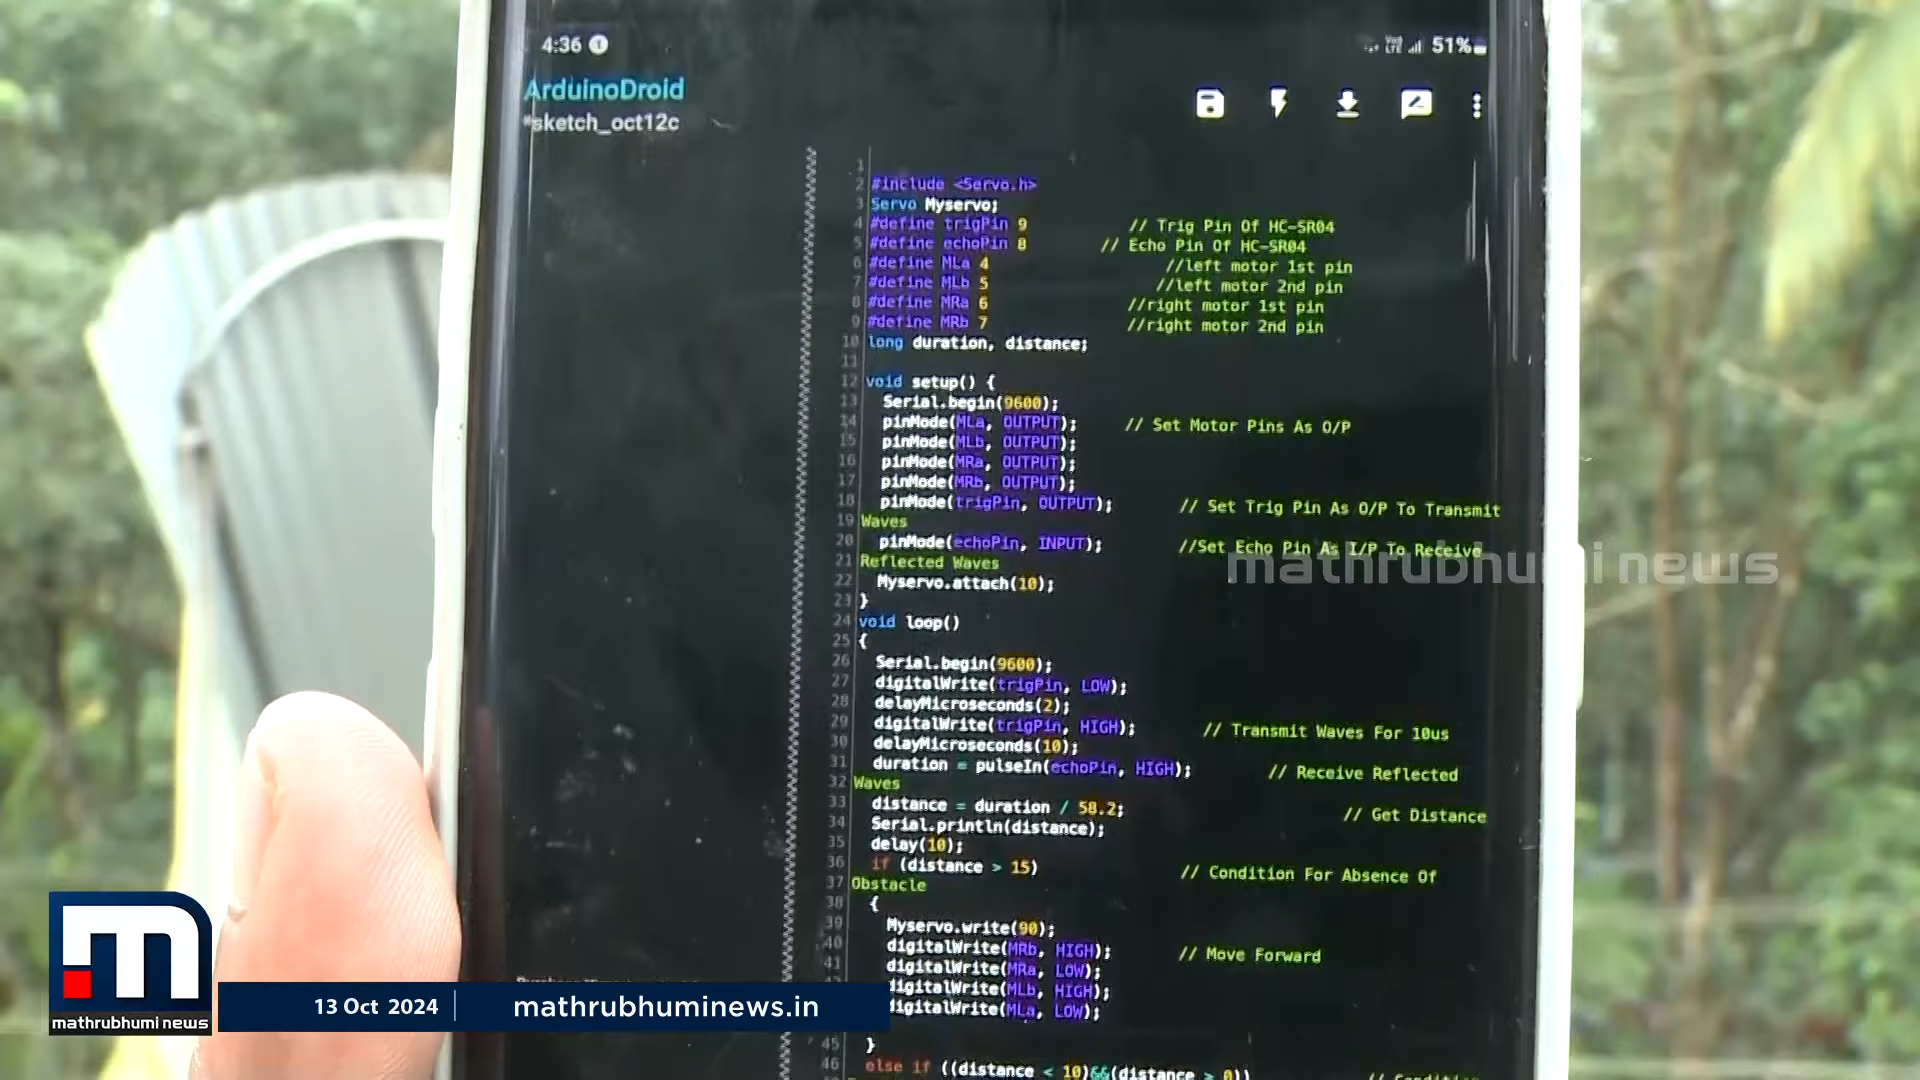 4:36 51%
ArduinoDroid
*sketch_oct12c
1
2 #include <Servo.h>
3 Servo Myservo;
4 #define trigPin 9 // Trig Pin Of HC-SR04
5 #define echoPin 8 // Echo Pin Of HC-SR04
6 #define MLa 4 //left motor 1st pin
7 #define MLb 5 //left motor 2nd pin
8 #define MRa 6 //right motor 1st pin
9 #define MRb 7 //right motor 2nd pin
10 long duration, distance;
11
12 void setup() {
13 Serial.begin(9600);
14 pinMode(MLa, OUTPUT); // Set Motor Pins As O/P
15 pinMode(MLb, OUTPUT);
16 pinMode(MRa, OUTPUT);
17 pinMode(MRb, OUTPUT);
18 pinMode(trigPin, OUTPUT); // Set Trig Pin As O/P To Transmit
19 Waves
20 pinMode(echoPin, INPUT); //Set Echo Pin As I/P To Receive
21 Reflected Waves
22 Myservo.attach(10);
23 }
24 void loop()
25 {
26 Serial.begin(9600);
27 digitalWrite(trigPin, LOW);
28 delayMicroseconds(2);
29 digitalWrite(trigPin, HIGH); // Transmit Waves For 10us
30 delayMicroseconds(10);
31 duration = pulseIn(echoPin, HIGH); // Receive Reflected
32 Waves
33 distance = duration / 58.2; // Get Distance
34 Serial.println(distance);
35 delay(10);
36 if (distance > 15) // Condition For Absence Of
37 Obstacle
38 {
39 Myservo.write(90);
40 digitalWrite(MRb, HIGH); // Move Forward
41 digitalWrite(MRa, LOW);
digitalWrite(MLb, HIGH);
digitalWrite(MLa, LOW);
45 }
46 else if ((distance < 10)&&(distance > 0))
mathrubhumi news
mathrubhumi news
13 Oct 2024
mathrubhuminews.in